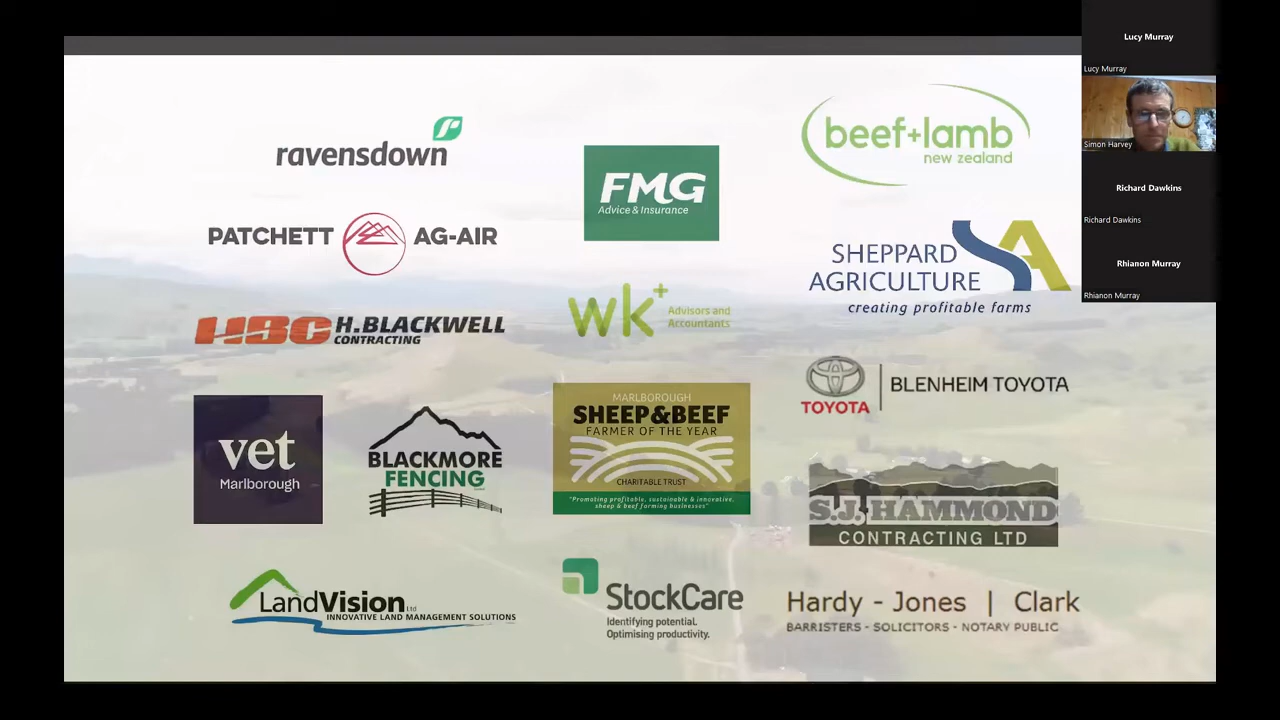 Lucy Murray
Lucy Murray
Simon Harvey
Richard Dawkins
Richard Dawkins
Rhianon Murray
Rhianon Murray
ravensdown
FMG
Advice & Insurance
beef+lamb
new zealand
PATCHETT AG-AIR
SHEPPARD
AGRICULTURE
SA
creating profitable farms
HBC H.BLACKWELL
CONTRACTING
wk+ Advisors and
Accountants
TOYOTA
BLENHEIM TOYOTA
vet
Marlborough
BLACKMORE
FENCING
MARLBOROUGH
SHEEP&BEEF
FARMER OF THE YEAR
CHARITABLE TRUST
"Promoting profitable, sustainable & innovative,
sheep & beef farming businesses"
S.J. HAMMOND
CONTRACTING LTD
LandVision Ltd
INNOVATIVE LAND MANAGEMENT SOLUTIONS
StockCare
Identifying potential.
Optimising productivity.
Hardy - Jones | Clark
BARRISTERS - SOLICITORS - NOTARY PUBLIC